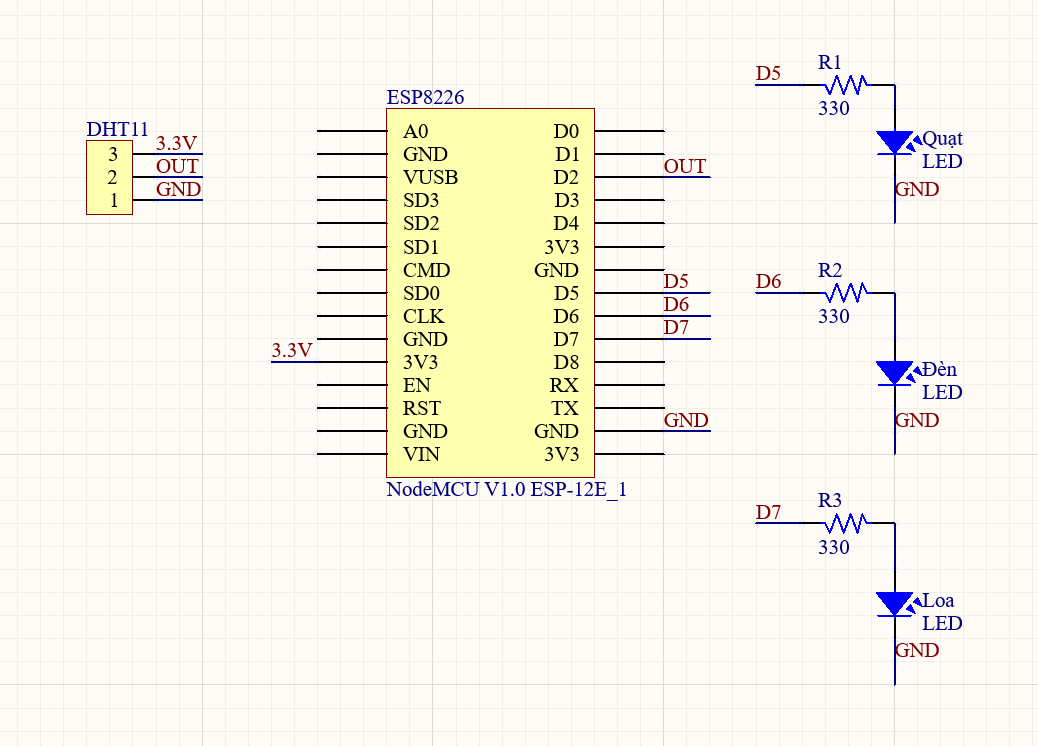 DHT11
3 3.3V
2 OUT
1 GND
ESP8226
A0 D0
GND D1
VUSB D2 OUT
SD3 D3
SD2 D4
SD1 3V3
CMD GND
SD0 D5 D5
CLK D6 D6
GND D7 D7
3.3V 3V3 D8
EN RX
RST TX
GND GND GND
VIN 3V3
NodeMCU V1.0 ESP-12E_1
D5 R1
330
Quạt
LED
GND
D6 R2
330
Đèn
LED
GND
D7 R3
330
Loa
LED
GND